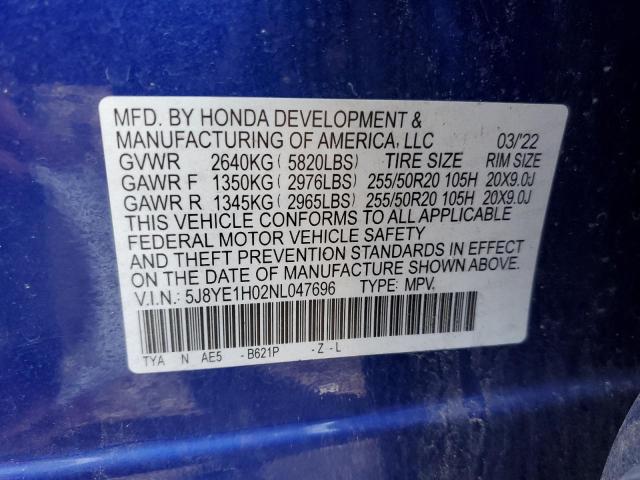 MFD. BY HONDA DEVELOPMENT &
MANUFACTURING OF AMERICA, LLC 03/'22
GVWR 2640KG ( 5820LBS) TIRE SIZE RIM SIZE
GAWR F 1350KG ( 2976LBS) 255/50R20 105H 20X9.0J
GAWR R 1345KG ( 2965LBS) 255/50R20 105H 20X9.0J
THIS VEHICLE CONFORMS TO ALL APPLICABLE
FEDERAL MOTOR VEHICLE SAFETY
AND THEFT PREVENTION STANDARDS IN EFFECT
ON THE DATE OF MANUFACTURE SHOWN ABOVE.
V.I.N.: 5J8YE1H02NL047696 TYPE: MPV,
TYA N AE5 - B621P - Z - L